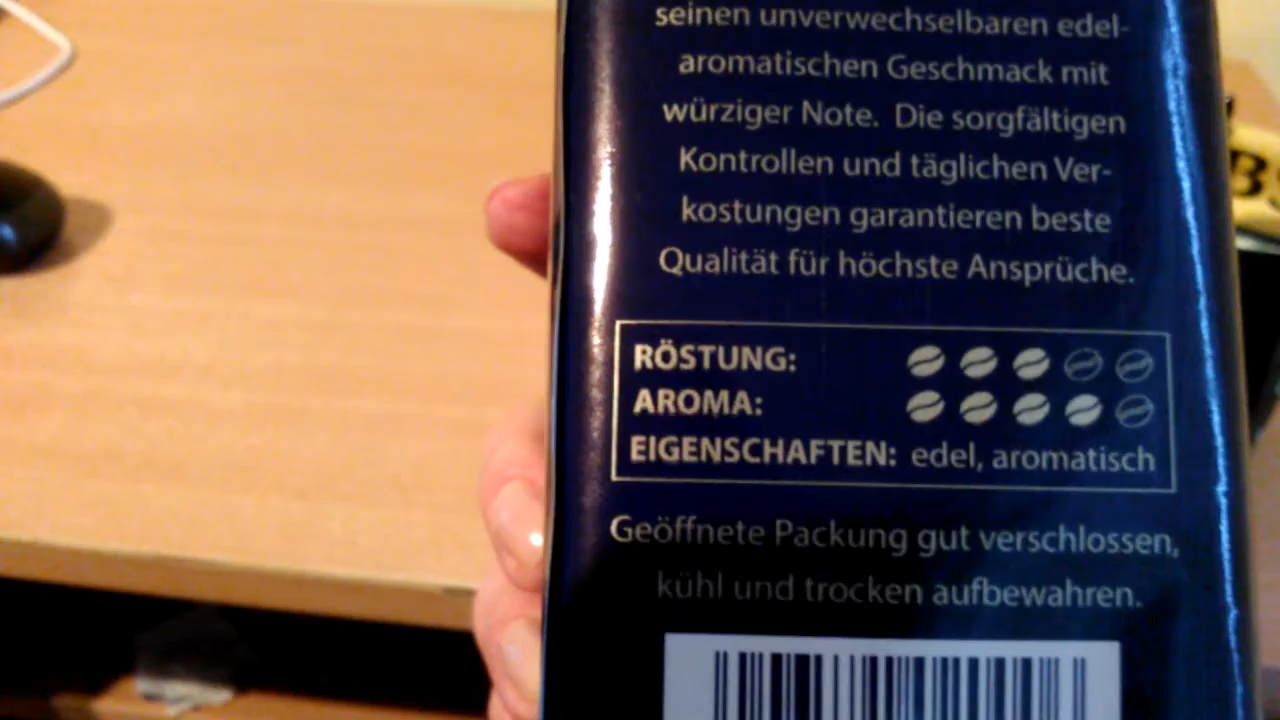 seinen unverwechselbaren edel-
aromatischen Geschmack mit
würziger Note. Die sorgfältigen
Kontrollen und täglichen Ver-
kostungen garantieren beste
Qualität für höchste Ansprüche.
RÖSTUNG:
AROMA:
EIGENSCHAFTEN: edel, aromatisch
Geöffnete Packung gut verschlossen,
kühl und trocken aufbewahren.